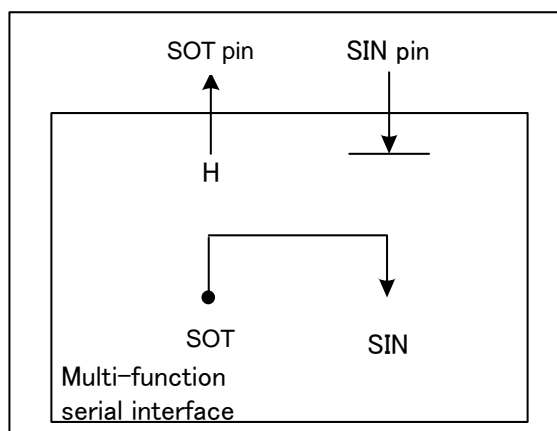 SOT pin
SIN pin
H
SOT
SIN
Multi-function
serial interface